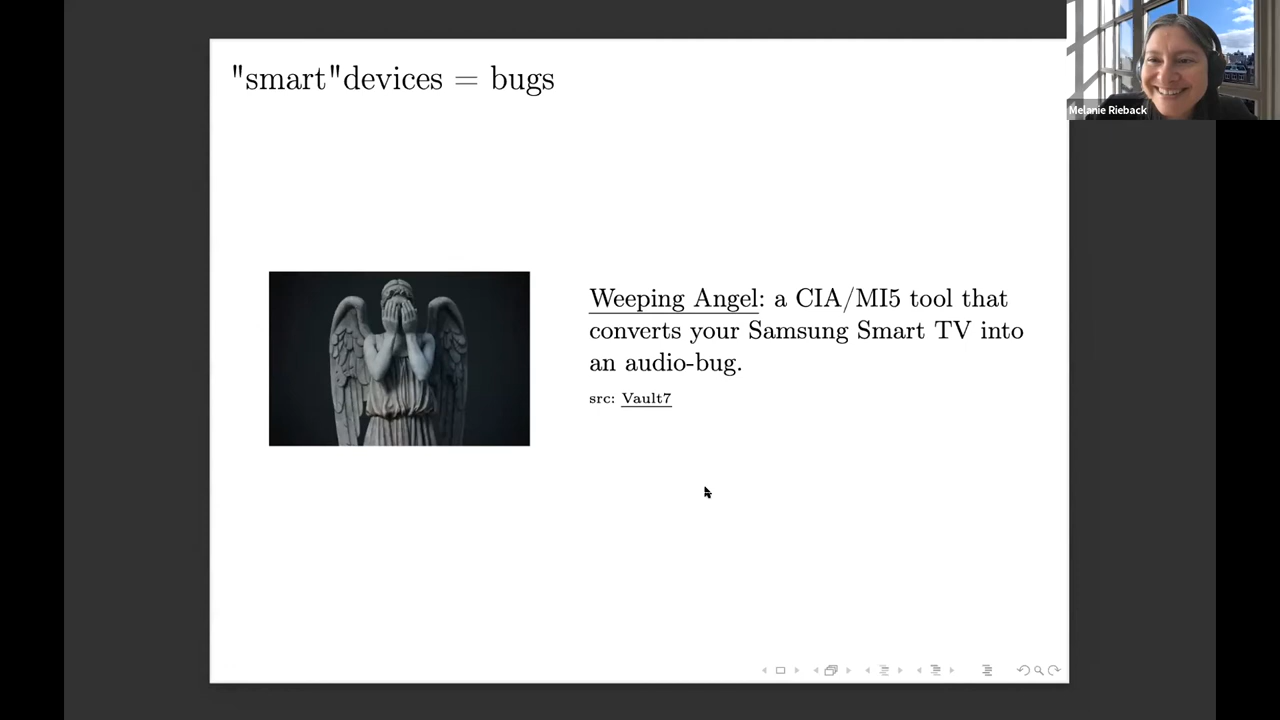 "smart"devices = bugs
Melanie Rieback
Weeping Angel: a CIA/MI5 tool that
converts your Samsung Smart TV into
an audio-bug.
src: Vault7